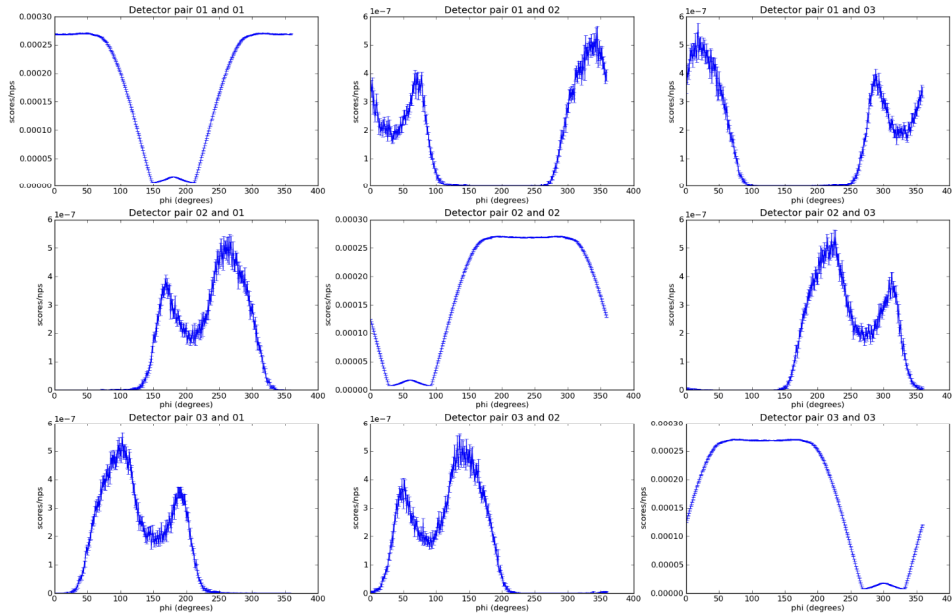 Detector pair 01 and 01
0.00030
0.00025
0.00020
0.00015
0.00010
0.00005
0.00000
scores/nps
0 50 100 150 200 250 300 350 400
phi (degrees)
Detector pair 01 and 02
1e-7
6
5
4
3
2
1
0
scores/nps
0 50 100 150 200 250 300 350 400
phi (degrees)
Detector pair 01 and 03
1e-7
6
5
4
3
2
1
0
scores/nps
0 50 100 150 200 250 300 350 400
phi (degrees)
Detector pair 02 and 01
1e-7
6
5
4
3
2
1
0
scores/nps
0 50 100 150 200 250 300 350 400
phi (degrees)
Detector pair 02 and 02
0.00030
0.00025
0.00020
0.00015
0.00010
0.00005
0.00000
scores/nps
0 50 100 150 200 250 300 350 400
phi (degrees)
Detector pair 02 and 03
1e-7
6
5
4
3
2
1
0
scores/nps
0 50 100 150 200 250 300 350 400
phi (degrees)
Detector pair 03 and 01
1e-7
6
5
4
3
2
1
0
scores/nps
0 50 100 150 200 250 300 350 400
phi (degrees)
Detector pair 03 and 02
1e-7
6
5
4
3
2
1
0
scores/nps
0 50 100 150 200 250 300 350 400
phi (degrees)
Detector pair 03 and 03
0.00030
0.00025
0.00020
0.00015
0.00010
0.00005
0.00000
scores/nps
0 50 100 150 200 250 300 350 400
phi (degrees)